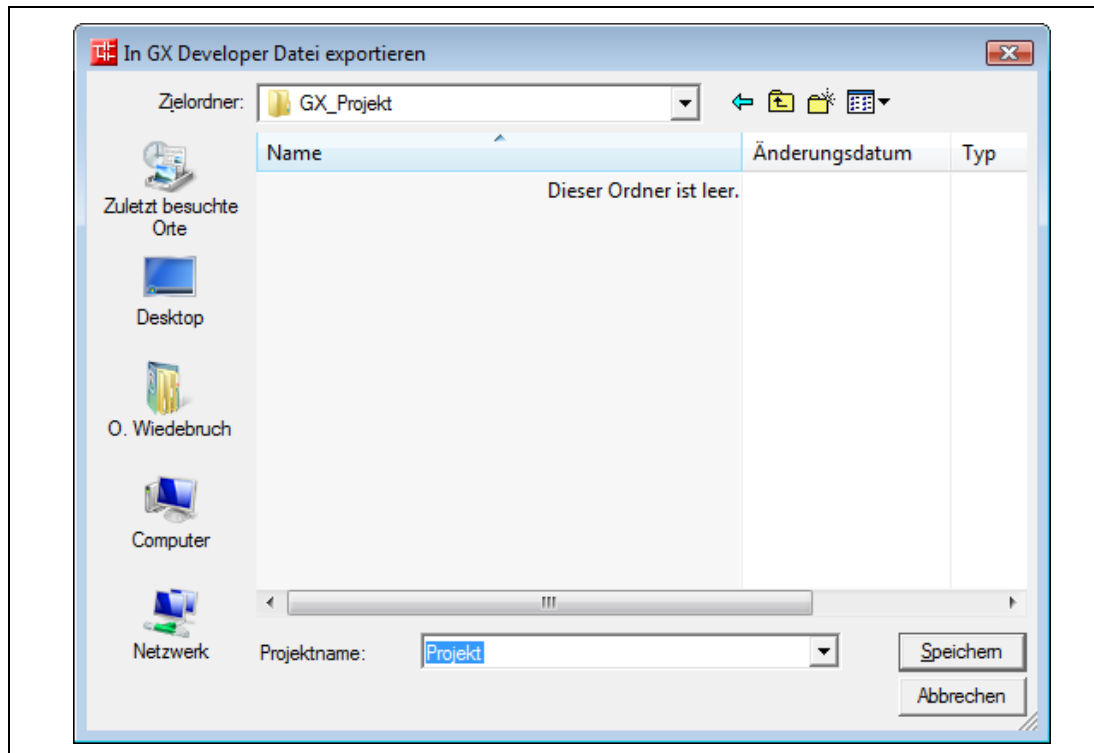 In GX Developer Datei exportieren
Zielordner: GX_Projekt
Name Änderungsdatum Typ
Dieser Ordner ist leer.
Zuletzt besuchte
Orte
Desktop
O. Wiedebruch
Computer
Netzwerk
Projektname: Projekt
Speichern
Abbrechen